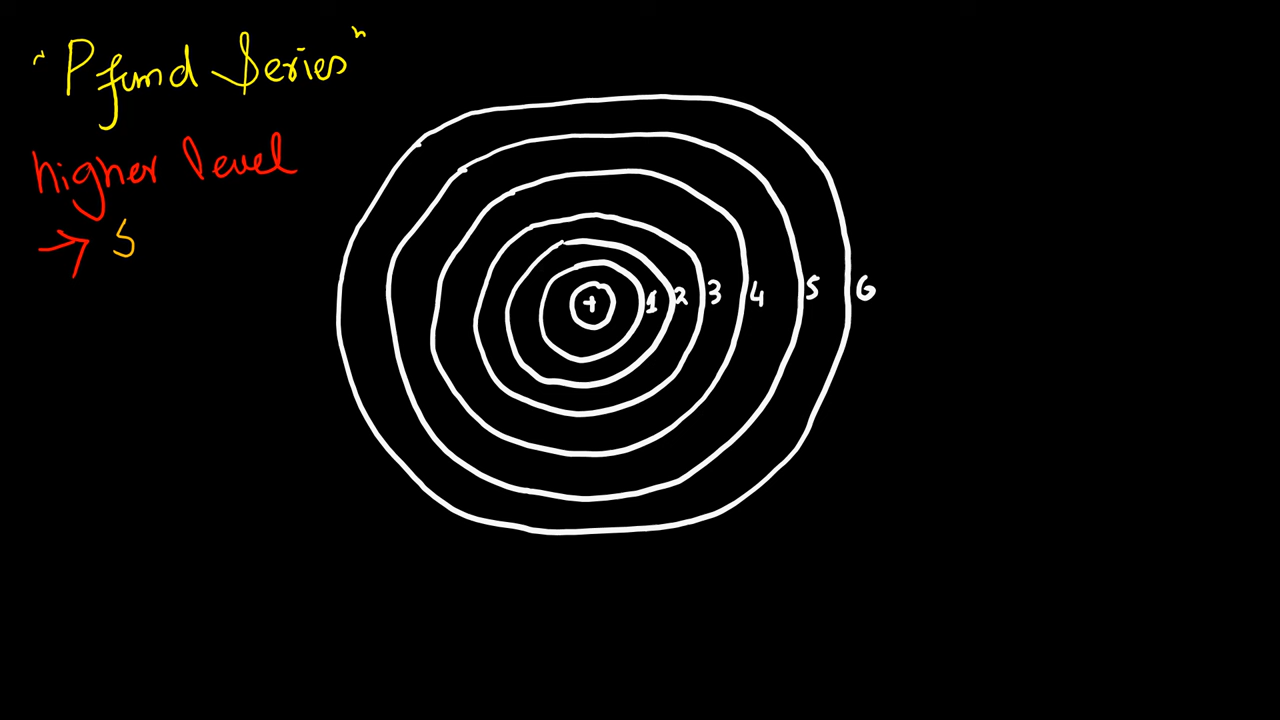 "Pfund Series"
higher level
→ 5
+ 1 2 3 4 5 6